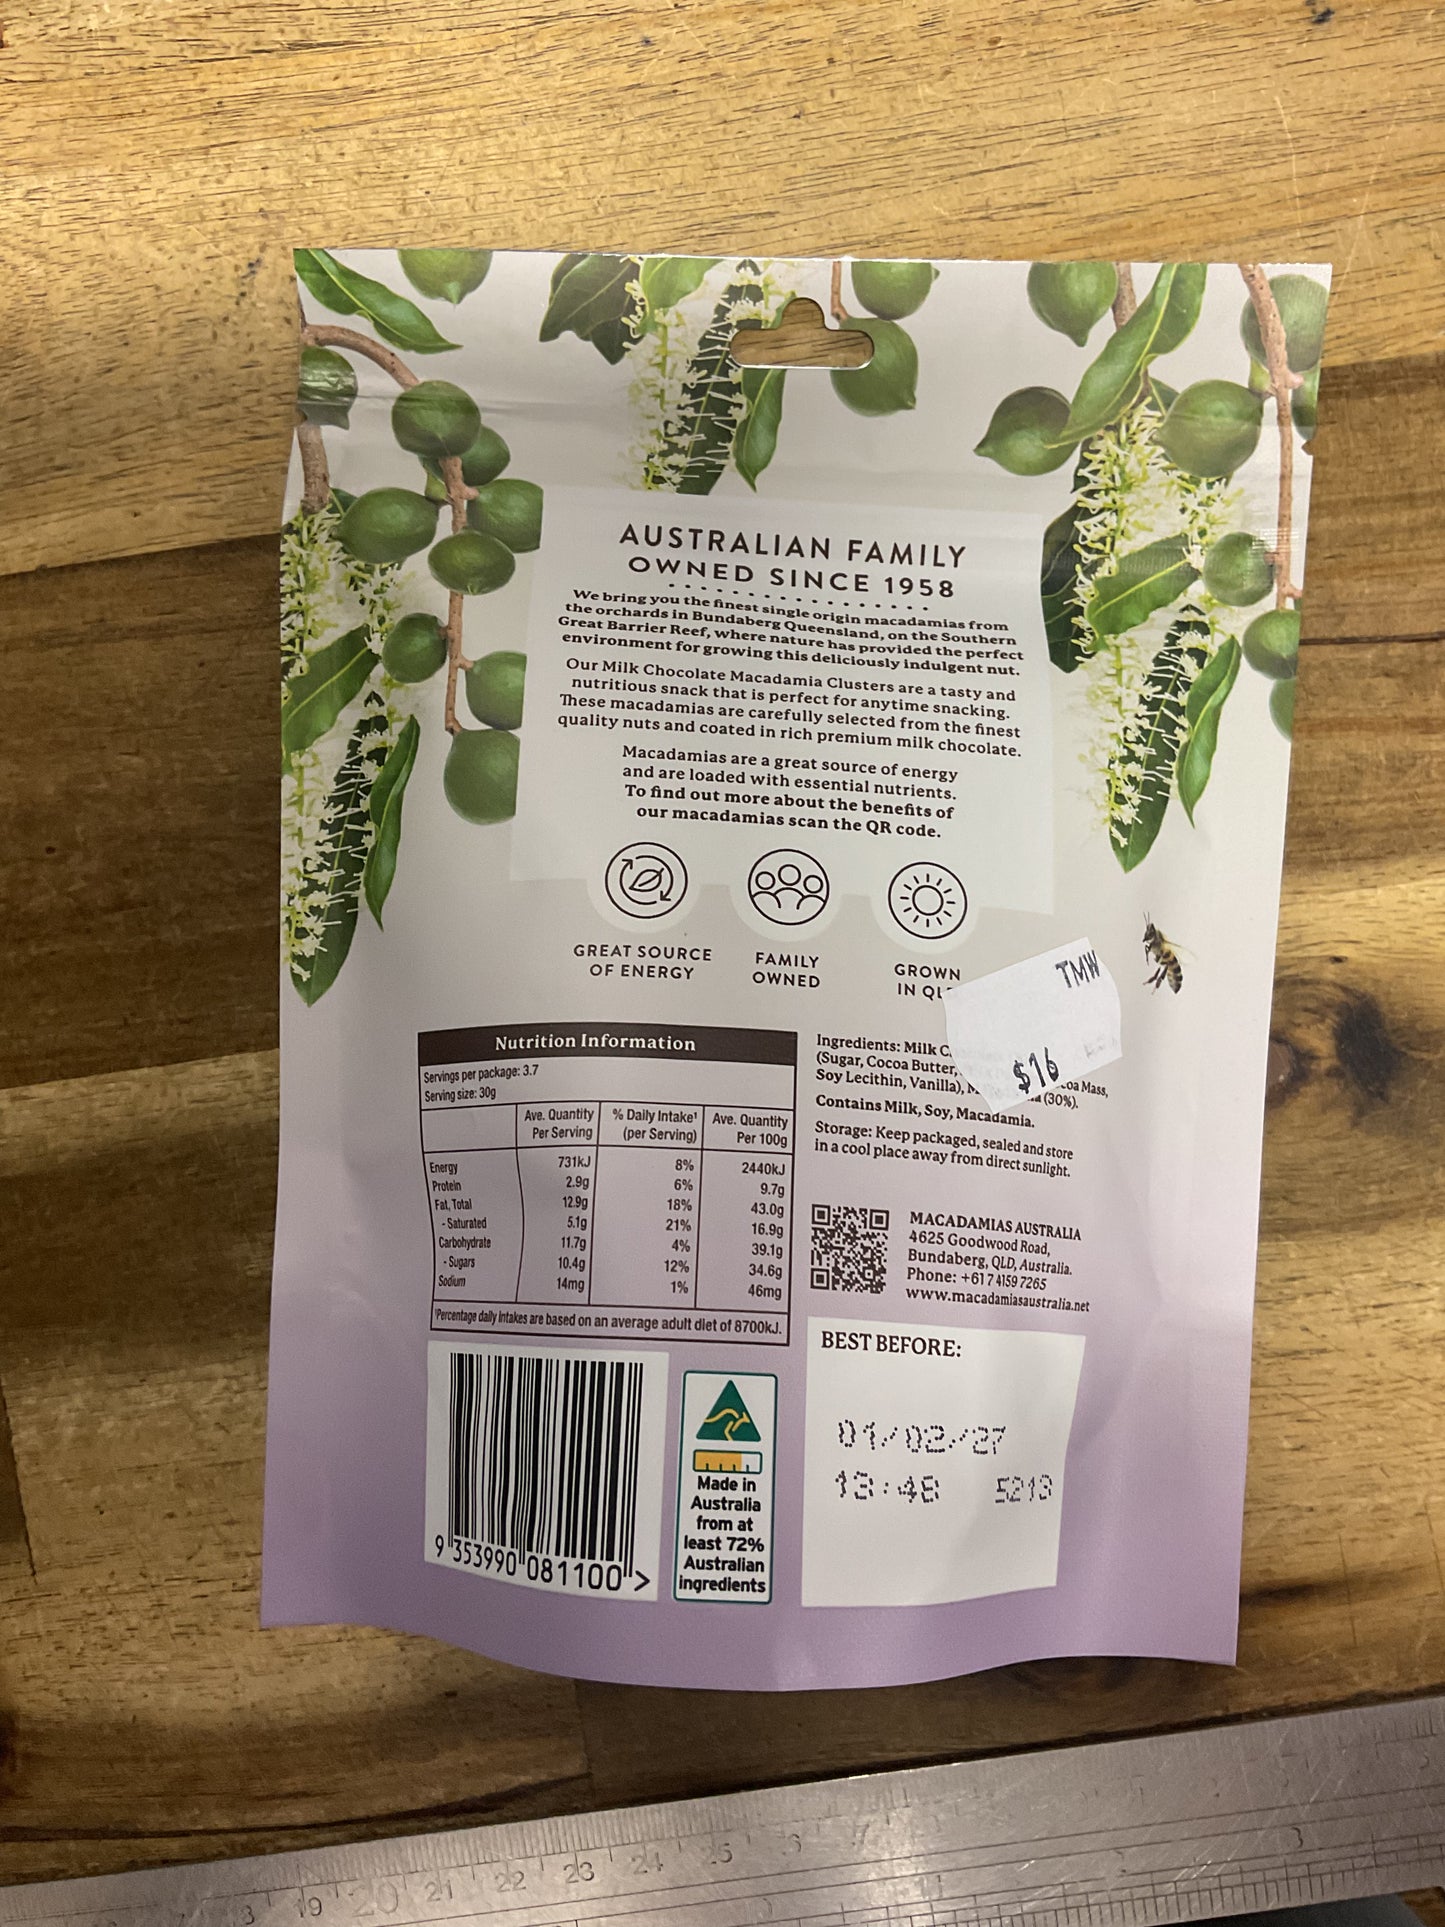 AUSTRALIAN FAMILY
OWNED SINCE 1958
We bring you the finest single origin macadamias from
the orchards in Bundaberg Queensland, on the Southern
Great Barrier Reef, where nature has provided the perfect
environment for growing this deliciously indulgent nut.
Our Milk Chocolate Macadamia Clusters are a tasty and
nutritious snack that is perfect for anytime snacking.
These macadamias are carefully selected from the finest
quality nuts and coated in rich premium milk chocolate.
Macadamias are a great source of energy
and are loaded with essential nutrients.
To find out more about the benefits of
our macadamias scan the QR code.
GREAT SOURCE
OF ENERGY
FAMILY
OWNED
GROWN
IN
TMW
$16
Nutrition Information
Servings per package: 3.7
Serving size: 30g
Ave. Quantity Per Serving % Daily Intake¹ (per Serving) Ave. Quantity Per 100g
Energy 731kJ 8% 2440kJ
Protein 2.9g 6% 9.7g
Fat, Total 12.9g 18% 43.0g
- Saturated 5.1g 21% 16.9g
Carbohydrate 11.7g 4% 39.1g
- Sugars 10.4g 12% 34.6g
Sodium 14mg 1% 46mg
¹Percentage daily intakes are based on an average adult diet of 8700kJ.
Ingredients: Milk
(Sugar, Cocoa Butter, Mass,
Soy Lecithin, Vanilla), (30%).
Contains Milk, Soy, Macadamia.
Storage: Keep packaged, sealed and store
in a cool place away from direct sunlight.
MACADAMIAS AUSTRALIA
4625 Goodwood Road,
Bundaberg, QLD, Australia.
Phone: +61 7 4159 7265
www.macadamiasaustralia.net
9 353990 081100 >
Made in
Australia
from at
least 72%
Australian
ingredients
BEST BEFORE:
01/02/27
13:48 5213
19 20 21 22 23 24 25
3